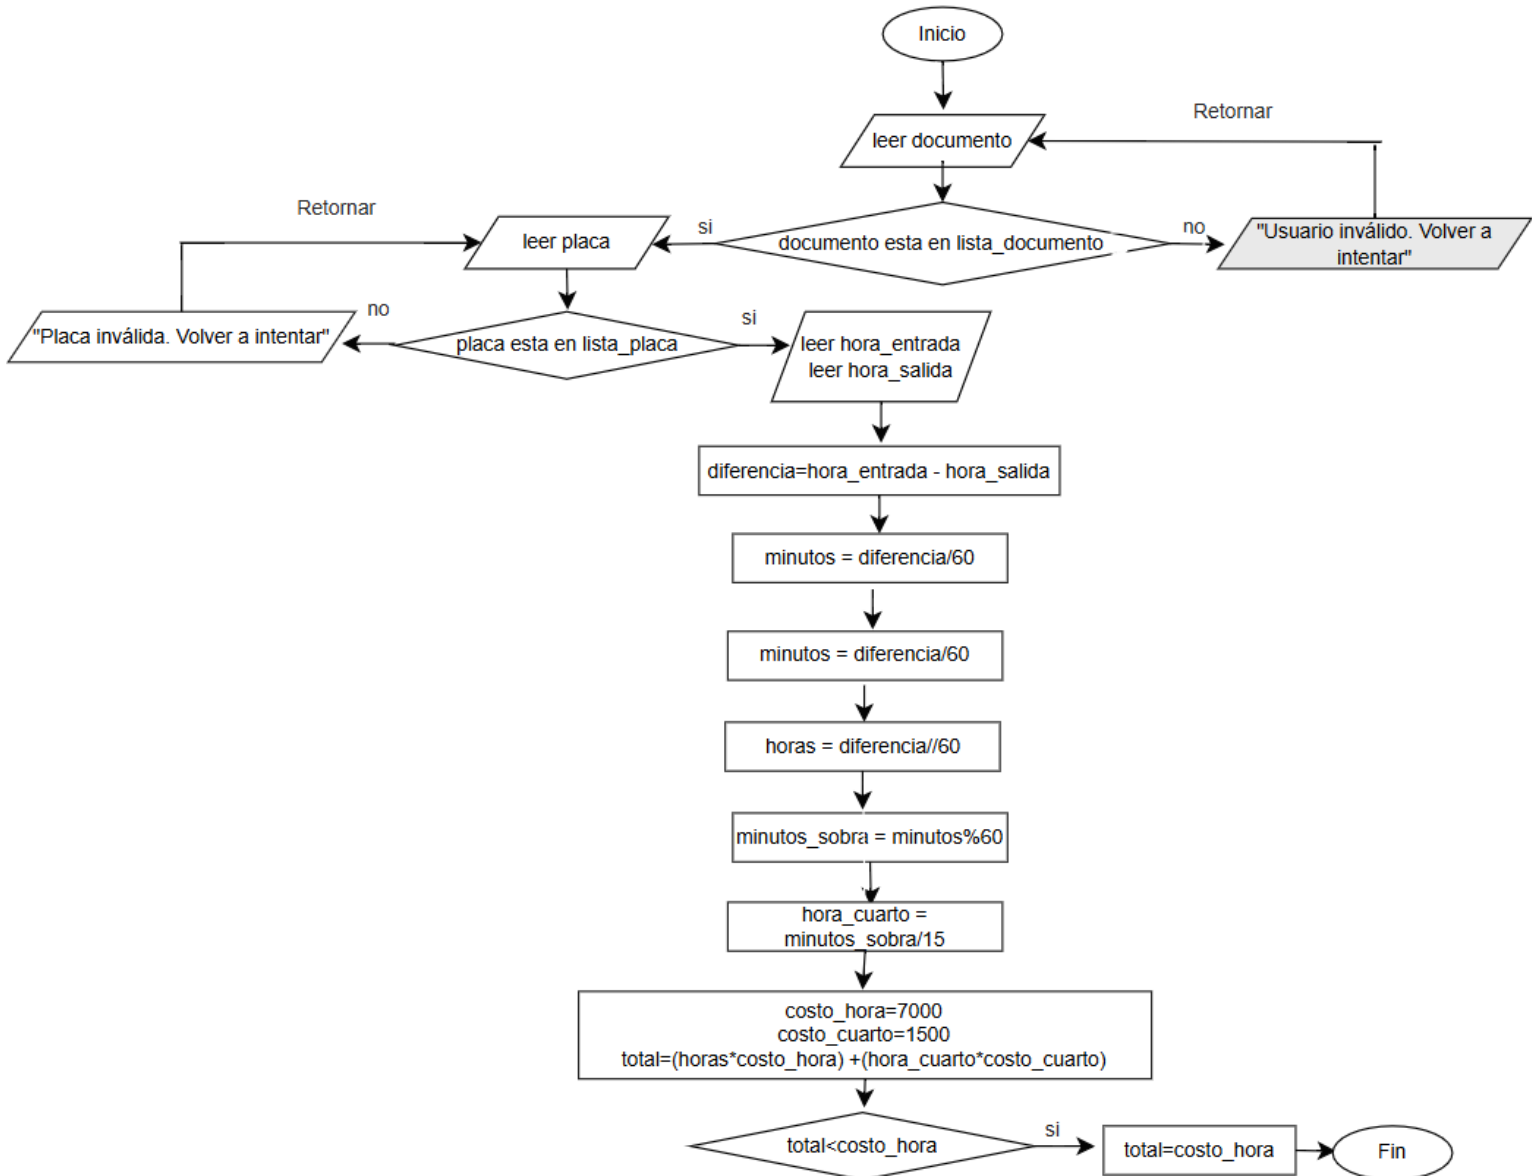 Inicio
Retornar
leer documento
Retornar
leer placa
si
documento esta en lista_documento
no
"Usuario inválido. Volver a
intentar"
"Placa inválida. Volver a intentar"
no
placa esta en lista_placa
si
leer hora_entrada
leer hora_salida
diferencia=hora_entrada - hora_salida
minutos = diferencia/60
minutos = diferencia/60
horas = diferencia//60
minutos_sobra = minutos%60
hora_cuarto =
minutos_sobra/15
costo_hora=7000
costo_cuarto=1500
total=(horas*costo_hora) +(hora_cuarto*costo_cuarto)
total<costo_hora
si
total=costo_hora
Fin